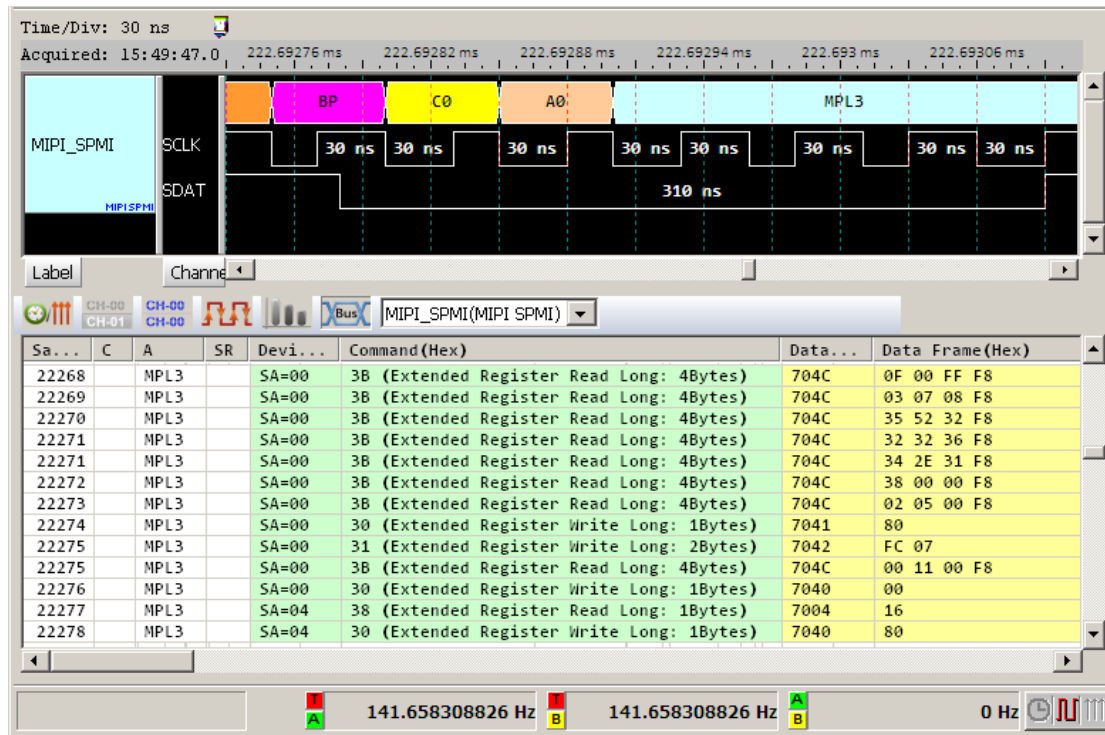 Time/Div: 30 ns
Acquired: 15:49:47.0 222.69276 ms 222.69282 ms 222.69288 ms 222.69294 ms 222.693 ms 222.69306 ms
BP C0 A0 MPL3
MIPI_SPMI SCLK 30 ns 30 ns 30 ns 30 ns 30 ns 30 ns 30 ns 30 ns
SDAT 310 ns
MIPI SPMI
Label Channe
CH-00 CH-00
CH-01 CH-00
Bus MIPI_SPMI(MIPI SPMI)
Sa... C A SR Devi... Command(Hex) Data... Data Frame(Hex)
22268 MPL3 SA=00 3B (Extended Register Read Long: 4Bytes) 704C 0F 00 FF F8
22269 MPL3 SA=00 3B (Extended Register Read Long: 4Bytes) 704C 03 07 08 F8
22270 MPL3 SA=00 3B (Extended Register Read Long: 4Bytes) 704C 35 52 32 F8
22271 MPL3 SA=00 3B (Extended Register Read Long: 4Bytes) 704C 32 32 36 F8
22271 MPL3 SA=00 3B (Extended Register Read Long: 4Bytes) 704C 34 2E 31 F8
22272 MPL3 SA=00 3B (Extended Register Read Long: 4Bytes) 704C 38 00 00 F8
22273 MPL3 SA=00 3B (Extended Register Read Long: 4Bytes) 704C 02 05 00 F8
22274 MPL3 SA=00 30 (Extended Register Write Long: 1Bytes) 7041 80
22275 MPL3 SA=00 31 (Extended Register Write Long: 2Bytes) 7042 FC 07
22275 MPL3 SA=00 3B (Extended Register Read Long: 4Bytes) 704C 00 11 00 F8
22276 MPL3 SA=00 30 (Extended Register Write Long: 1Bytes) 7040 00
22277 MPL3 SA=04 38 (Extended Register Read Long: 1Bytes) 7004 16
22278 MPL3 SA=04 30 (Extended Register Write Long: 1Bytes) 7040 80
T A 141.658308826 Hz T B 141.658308826 Hz A B 0 Hz